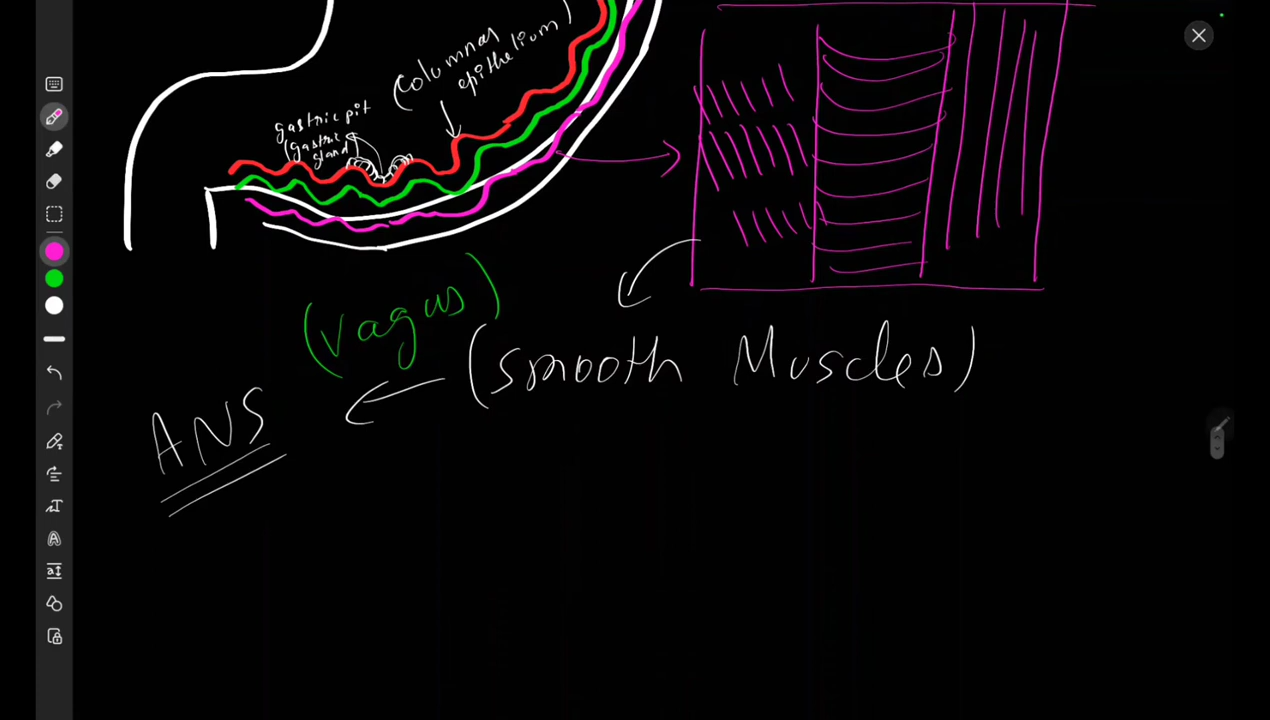 (columnar
epithelium)
gastric pit
(gastric
gland)
(vagus)
(smooth Muscles)
ANS